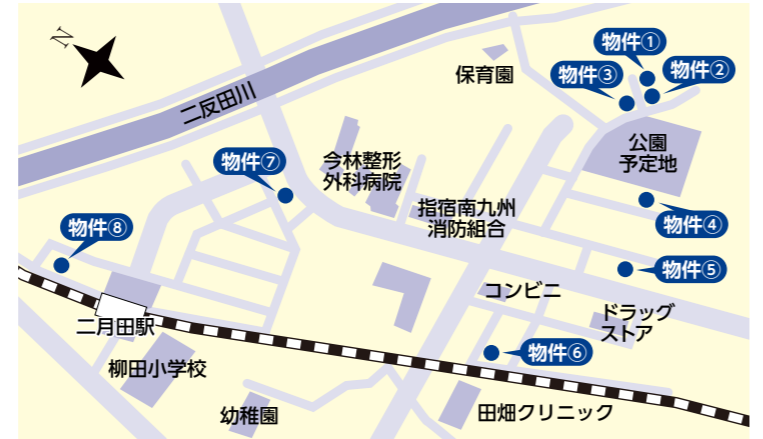 N
物件①
物件②
物件③
保育園
二反田川
公園
予定地
物件⑦
今林整形
外科病院
指宿南九州
消防組合
物件④
物件⑧
物件⑤
コンビニ
ドラッグ
ストア
二月田駅
物件⑥
柳田小学校
幼稚園
田畑クリニック